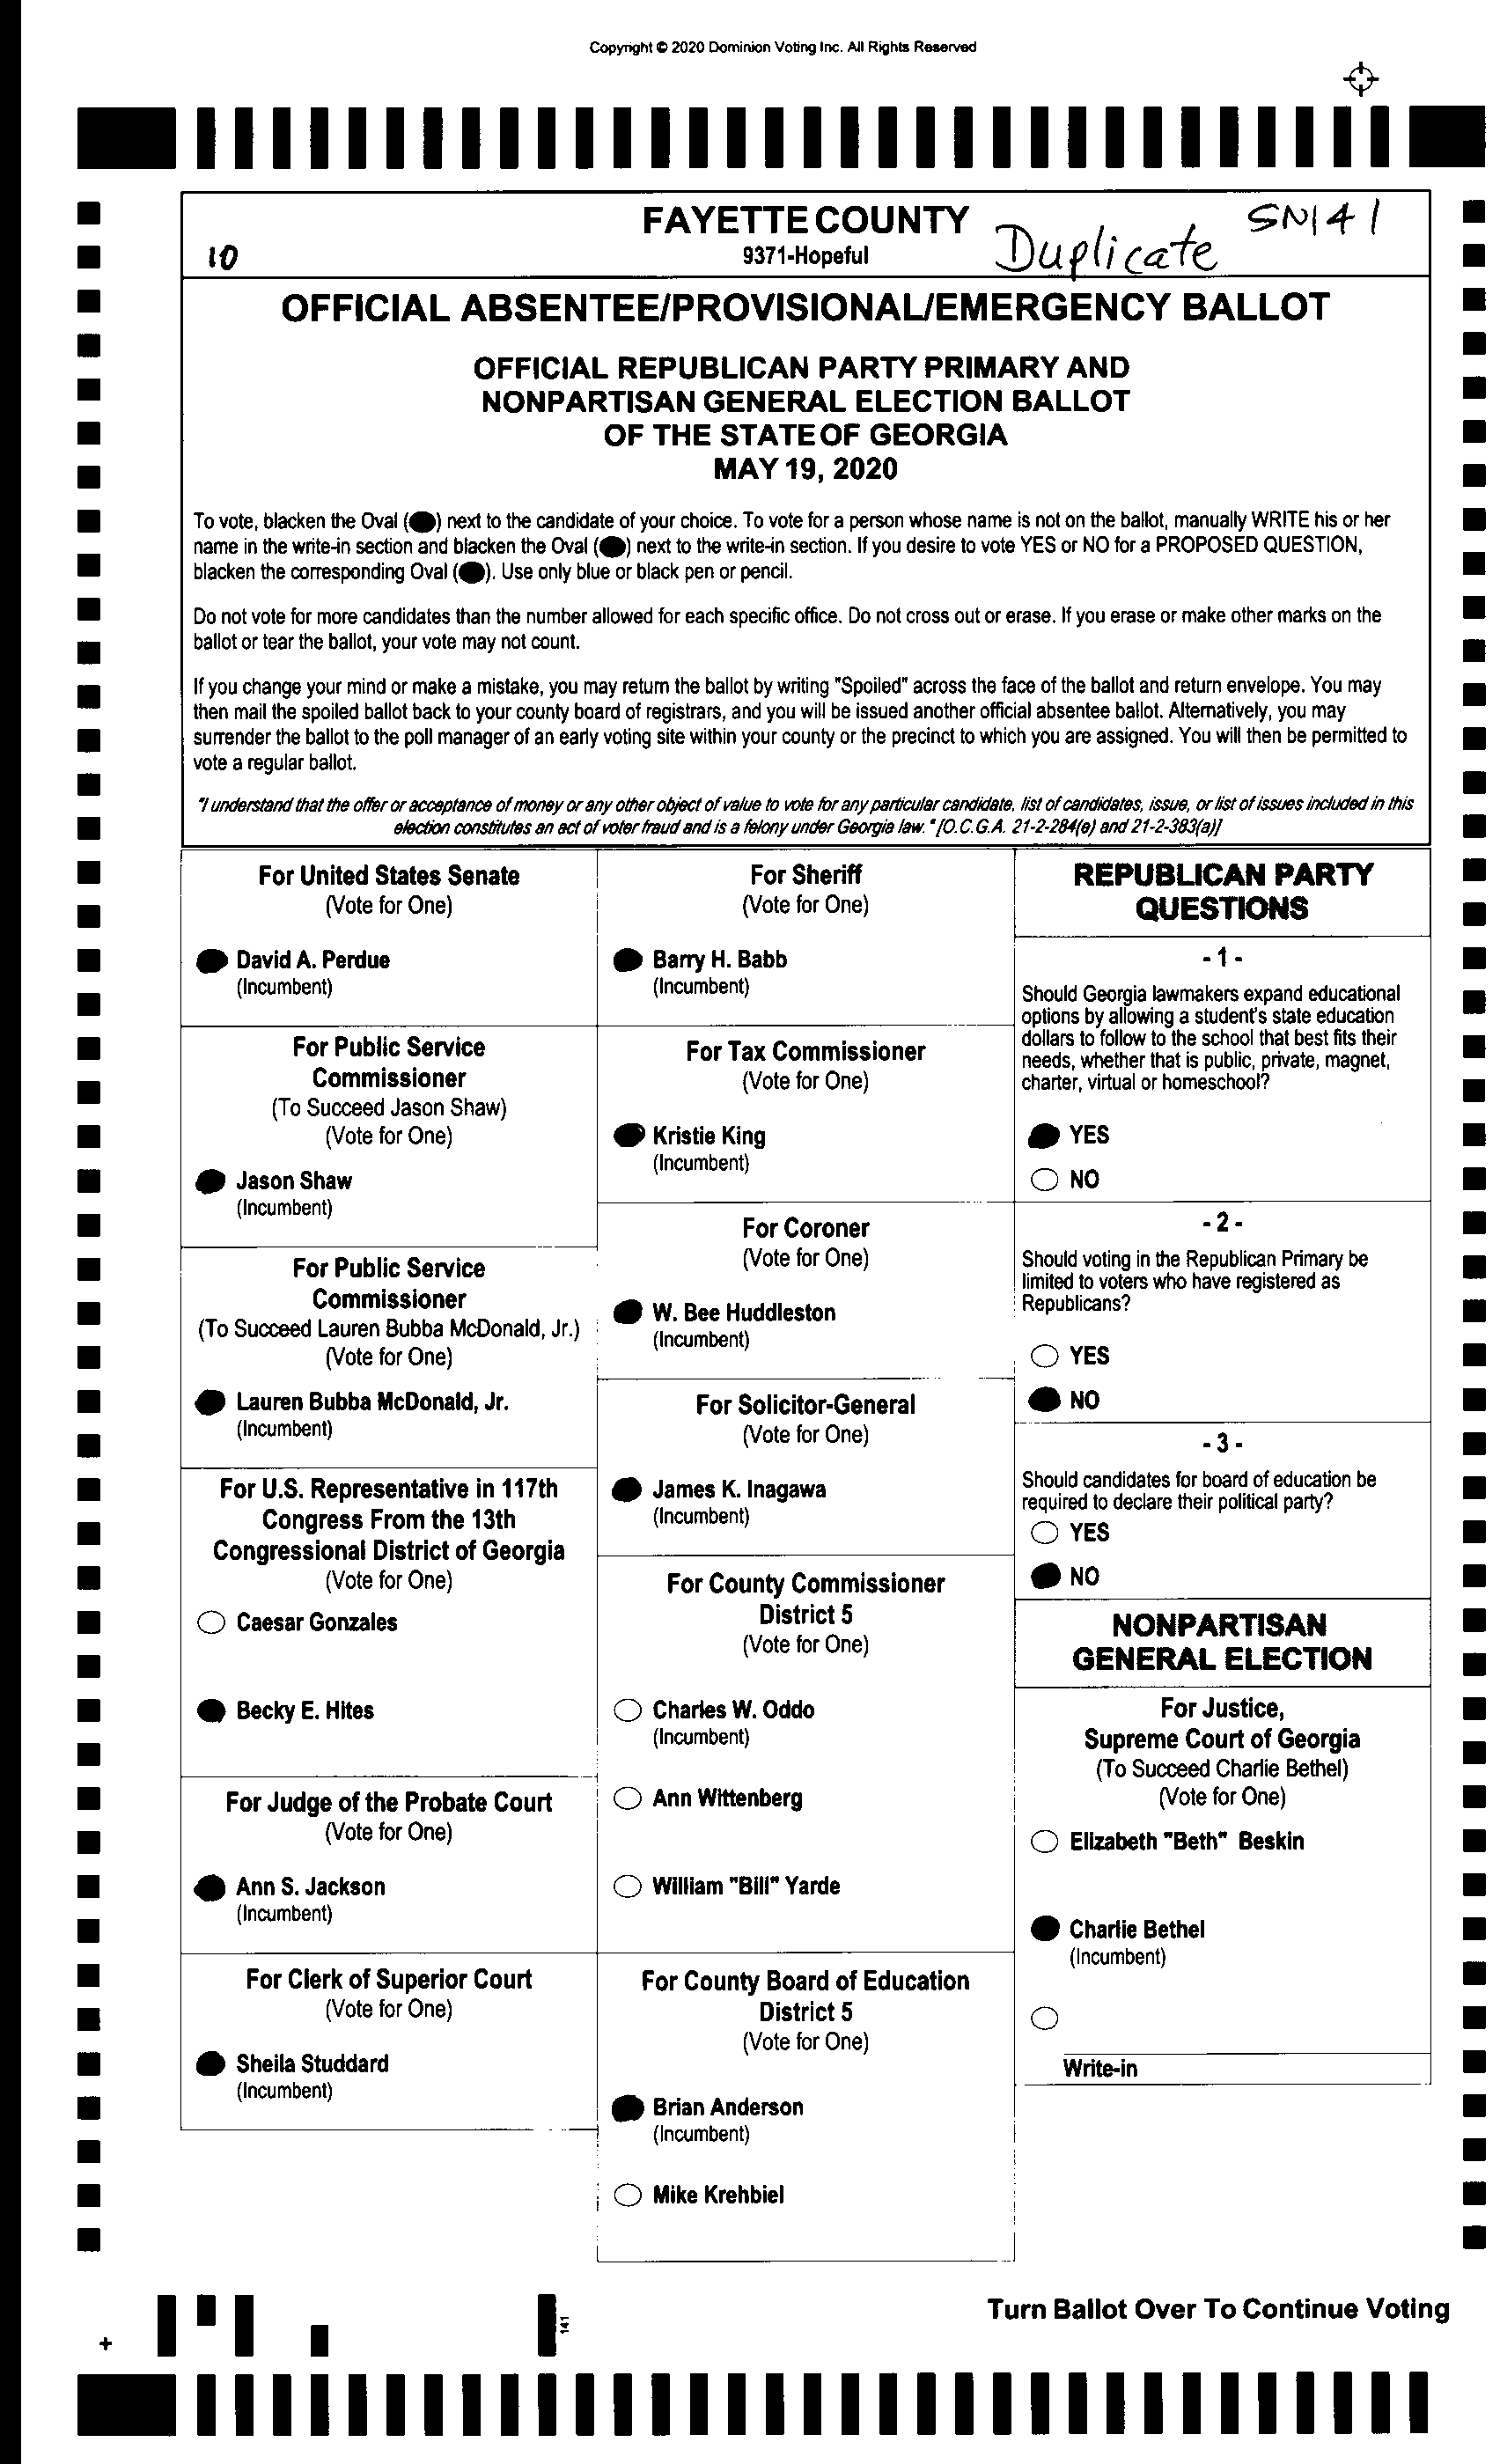 Copyright © 2020 Dominion Voting Inc. All Rights Reserved
FAYETTE COUNTY
SN141
10
9371-Hopeful
Duplicate
OFFICIAL ABSENTEE/PROVISIONAL/EMERGENCY BALLOT
OFFICIAL REPUBLICAN PARTY PRIMARY AND
NONPARTISAN GENERAL ELECTION BALLOT
OF THE STATE OF GEORGIA
MAY 19, 2020
To vote, blacken the Oval (⬬) next to the candidate of your choice. To vote for a person whose name is not on the ballot, manually WRITE his or her
name in the write-in section and blacken the Oval (⬬) next to the write-in section. If you desire to vote YES or NO for a PROPOSED QUESTION,
blacken the corresponding Oval (⬬). Use only blue or black pen or pencil.
Do not vote for more candidates than the number allowed for each specific office. Do not cross out or erase. If you erase or make other marks on the
ballot or tear the ballot, your vote may not count.
If you change your mind or make a mistake, you may return the ballot by writing "Spoiled" across the face of the ballot and return envelope. You may
then mail the spoiled ballot back to your county board of registrars, and you will be issued another official absentee ballot. Alternatively, you may
surrender the ballot to the poll manager of an early voting site within your county or the precinct to which you are assigned. You will then be permitted to
vote a regular ballot.
"I understand that the offer or acceptance of money or any other object of value to vote for any particular candidate, list of candidates, issue, or list of issues included in this
election constitutes an act of voter fraud and is a felony under Georgia law." [O.C.G.A. 21-2-284(e) and 21-2-383(a)]
For United States Senate
(Vote for One)
David A. Perdue
(Incumbent)
For Public Service
Commissioner
(To Succeed Jason Shaw)
(Vote for One)
Jason Shaw
(Incumbent)
For Public Service
Commissioner
(To Succeed Lauren Bubba McDonald, Jr.)
(Vote for One)
Lauren Bubba McDonald, Jr.
(Incumbent)
For U.S. Representative in 117th
Congress From the 13th
Congressional District of Georgia
(Vote for One)
Caesar Gonzales
Becky E. Hites
For Judge of the Probate Court
(Vote for One)
Ann S. Jackson
(Incumbent)
For Clerk of Superior Court
(Vote for One)
Sheila Studdard
(Incumbent)
For Sheriff
(Vote for One)
Barry H. Babb
(Incumbent)
For Tax Commissioner
(Vote for One)
Kristie King
(Incumbent)
For Coroner
(Vote for One)
W. Bee Huddleston
(Incumbent)
For Solicitor-General
(Vote for One)
James K. Inagawa
(Incumbent)
For County Commissioner
District 5
(Vote for One)
Charles W. Oddo
(Incumbent)
Ann Wittenberg
William "Bill" Yarde
For County Board of Education
District 5
(Vote for One)
Brian Anderson
(Incumbent)
Mike Krehbiel
REPUBLICAN PARTY
QUESTIONS
- 1 -
Should Georgia lawmakers expand educational
options by allowing a student's state education
dollars to follow to the school that best fits their
needs, whether that is public, private, magnet,
charter, virtual or homeschool?
YES
NO
- 2 -
Should voting in the Republican Primary be
limited to voters who have registered as
Republicans?
YES
NO
- 3 -
Should candidates for board of education be
required to declare their political party?
YES
NO
NONPARTISAN
GENERAL ELECTION
For Justice,
Supreme Court of Georgia
(To Succeed Charlie Bethel)
(Vote for One)
Elizabeth "Beth" Beskin
Charlie Bethel
(Incumbent)
Write-in
Turn Ballot Over To Continue Voting
141